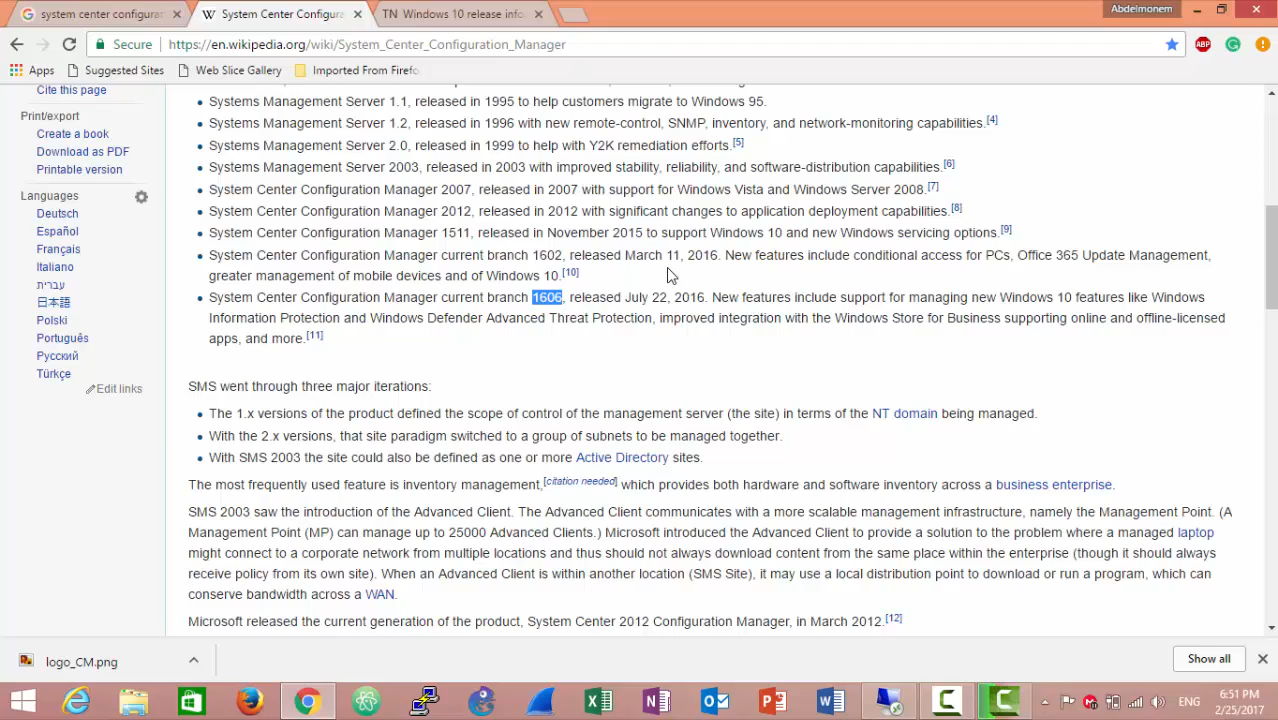 system center configurat
System Center Configura
TN Windows 10 release info
Abdelmonem
Secure
https://en.wikipedia.org/wiki/System_Center_Configuration_Manager
ABP
Apps
Suggested Sites
Web Slice Gallery
Imported From Firefo
Cite this page
Print/export
Create a book
Download as PDF
Printable version
Languages
Deutsch
Español
Français
Italiano
עברית
日本語
Polski
Português
Русский
Türkçe
Edit links
Systems Management Server 1.1, released in 1995 to help customers migrate to Windows 95.
Systems Management Server 1.2, released in 1996 with new remote-control, SNMP, inventory, and network-monitoring capabilities.[4]
Systems Management Server 2.0, released in 1999 to help with Y2K remediation efforts.[5]
Systems Management Server 2003, released in 2003 with improved stability, reliability, and software-distribution capabilities.[6]
System Center Configuration Manager 2007, released in 2007 with support for Windows Vista and Windows Server 2008.[7]
System Center Configuration Manager 2012, released in 2012 with significant changes to application deployment capabilities.[8]
System Center Configuration Manager 1511, released in November 2015 to support Windows 10 and new Windows servicing options.[9]
System Center Configuration Manager current branch 1602, released March 11, 2016. New features include conditional access for PCs, Office 365 Update Management,
greater management of mobile devices and of Windows 10.[10]
System Center Configuration Manager current branch 1606, released July 22, 2016. New features include support for managing new Windows 10 features like Windows
Information Protection and Windows Defender Advanced Threat Protection, improved integration with the Windows Store for Business supporting online and offline-licensed
apps, and more.[11]
SMS went through three major iterations:
The 1.x versions of the product defined the scope of control of the management server (the site) in terms of the NT domain being managed.
With the 2.x versions, that site paradigm switched to a group of subnets to be managed together.
With SMS 2003 the site could also be defined as one or more Active Directory sites.
The most frequently used feature is inventory management,[citation needed] which provides both hardware and software inventory across a business enterprise.
SMS 2003 saw the introduction of the Advanced Client. The Advanced Client communicates with a more scalable management infrastructure, namely the Management Point. (A
Management Point (MP) can manage up to 25000 Advanced Clients.) Microsoft introduced the Advanced Client to provide a solution to the problem where a managed laptop
might connect to a corporate network from multiple locations and thus should not always download content from the same place within the enterprise (though it should always
receive policy from its own site). When an Advanced Client is within another location (SMS Site), it may use a local distribution point to download or run a program, which can
conserve bandwidth across a WAN.
Microsoft released the current generation of the product, System Center 2012 Configuration Manager, in March 2012.[12]
logo_CM.png
Show all
ENG
6:51 PM
2/25/2017